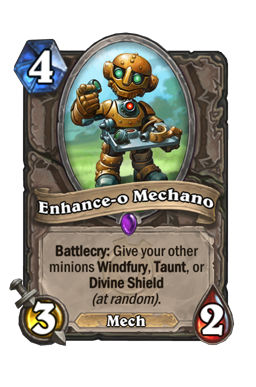 4
Enhance-o Mechano
Battlecry: Give your other
minions Windfury, Taunt, or
Divine Shield
(at random).
3
Mech
2